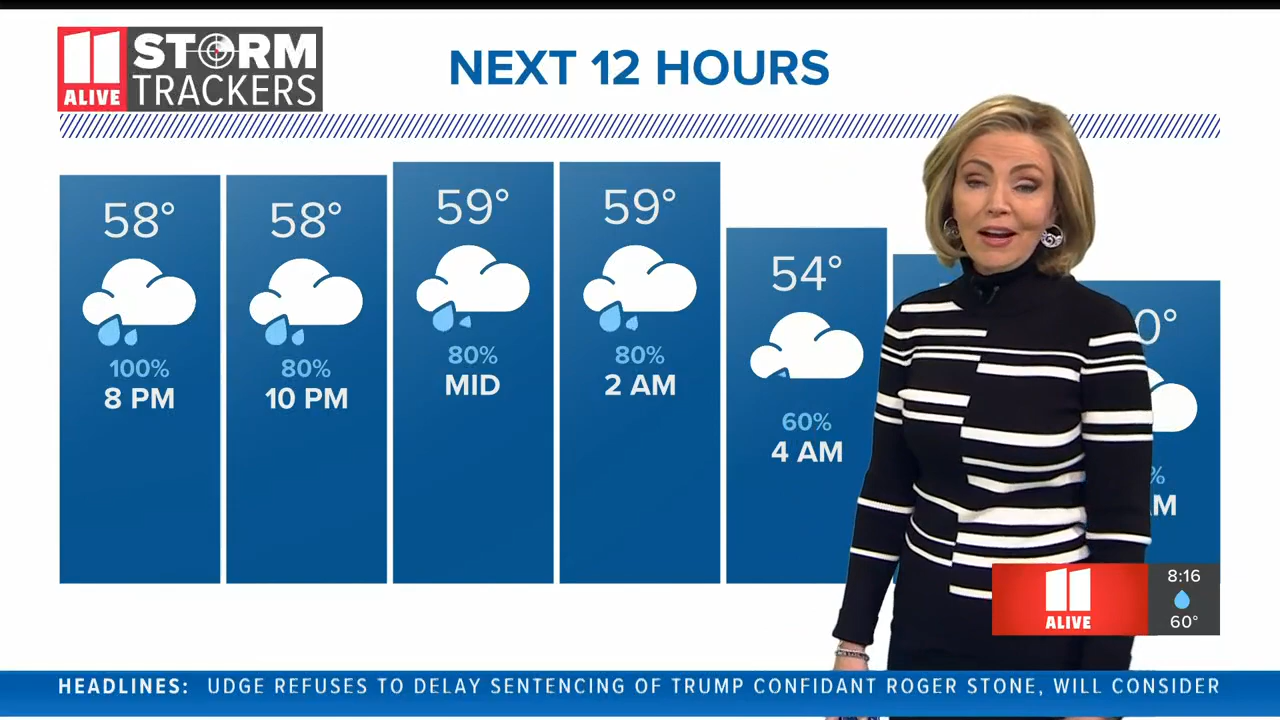 11 ALIVE
STORM
TRACKERS
NEXT 12 HOURS
58°
100%
8 PM
58°
80%
10 PM
59°
80%
MID
59°
80%
2 AM
54°
60%
4 AM
0°
%
M
11 ALIVE
8:16
60°
HEADLINES: UDGE REFUSES TO DELAY SENTENCING OF TRUMP CONFIDANT ROGER STONE, WILL CONSIDER